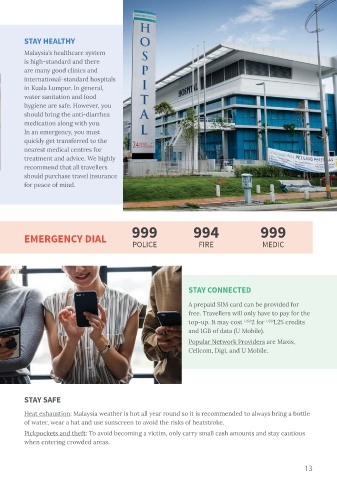 STAY HEALTHY
Malaysia's healthcare system
is high-standard and there
are many good clinics and
international-standard hospitals
in Kuala Lumpur. In general,
water sanitation and food
hygiene are safe. However, you
should bring the anti-diarrhea
medication along with you.
In an emergency, you must
quickly get transferred to the
nearest medical centres for
treatment and advice. We highly
recommend that all travellers
should purchase travel insurance
for peace of mind.
HOSPITAL
HOSPIT
EMERGENCY DIAL
999 994 999
POLICE FIRE MEDIC
STAY CONNECTED
A prepaid SIM card can be provided for
free. Travellers will only have to pay for the
top-up. It may cost US$2 for US$1.25 credits
and 1GB of data (U Mobile).
Popular Network Providers are Maxis,
Cellcom, Digi, and U Mobile.
STAY SAFE
Heat exhaustion: Malaysia weather is hot all year round so it is recommended to always bring a bottle
of water, wear a hat and use sunscreen to avoid the risks of heatstroke.
Pickpockets and theft: To avoid becoming a victim, only carry small cash amounts and stay cautious
when entering crowded areas.
13